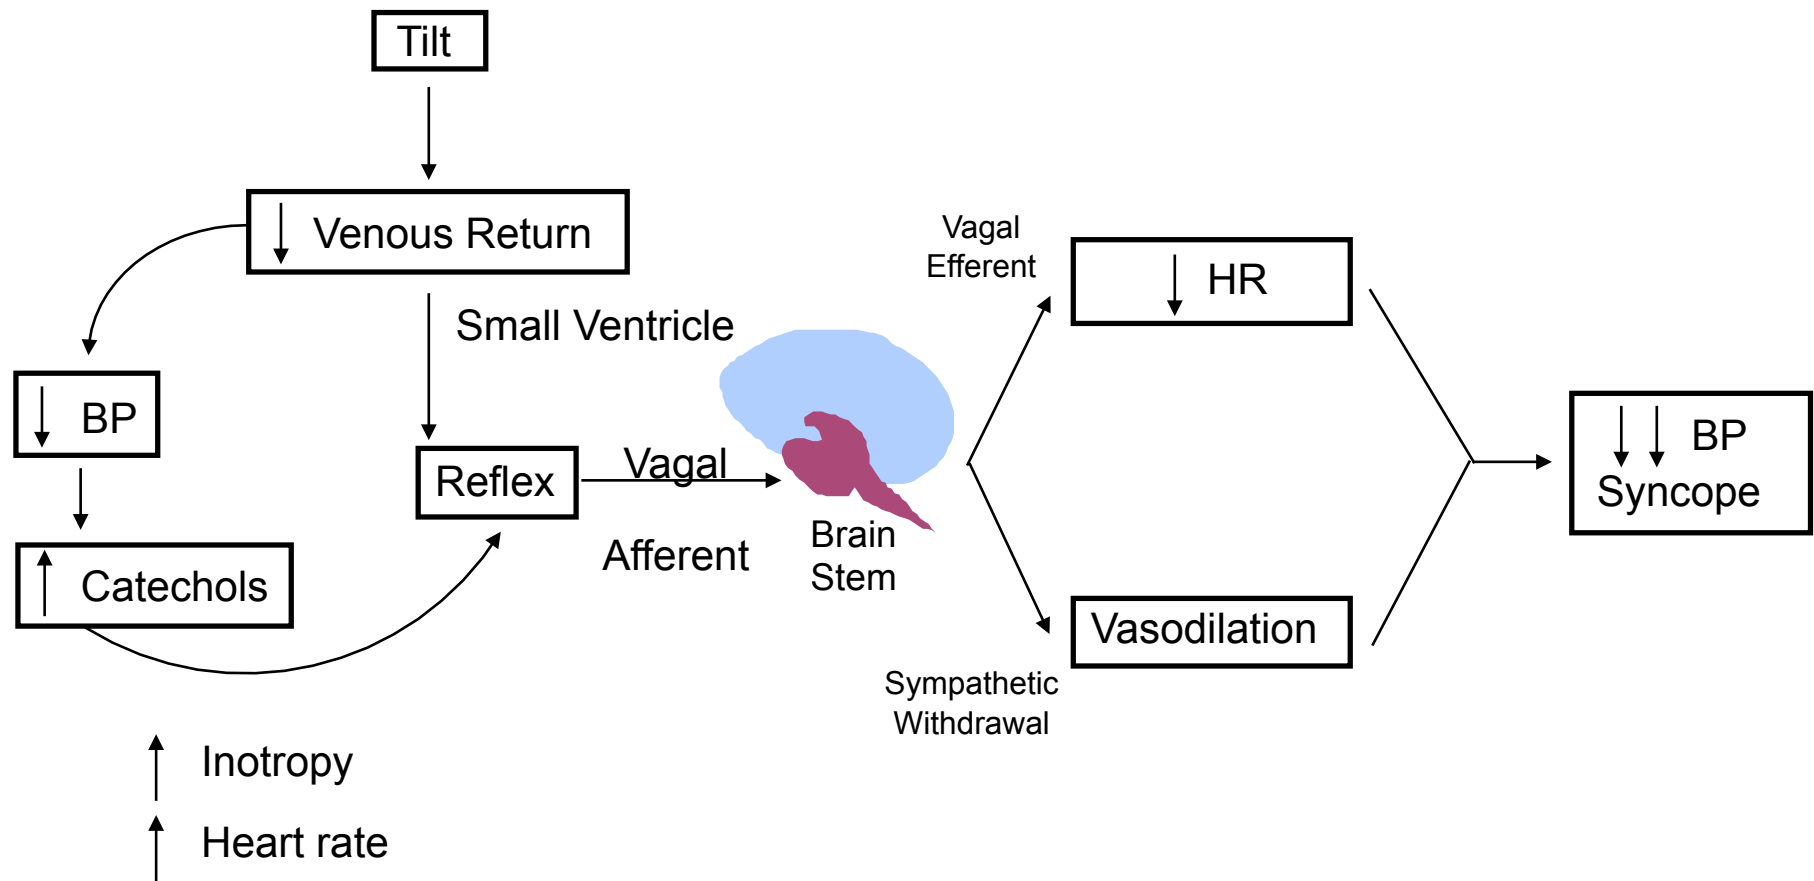 Tilt
Venous Return
Small Ventricle
BP
Catechols
Reflex
Vagal
Afferent
Brain
Stem
Vagal
Efferent
HR
Vasodilation
Sympathetic
Withdrawal
BP
Syncope
Inotropy
Heart rate